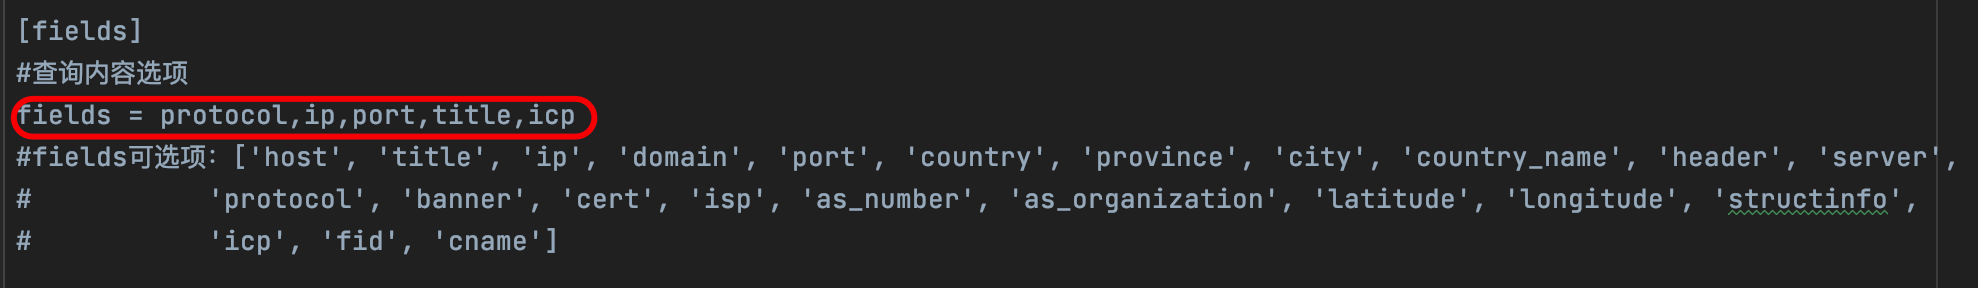 [fields]
#查询内容选项
fields = protocol,ip,port,title,icp
#fields可选项：['host', 'title', 'ip', 'domain', 'port', 'country', 'province', 'city', 'country_name', 'header', 'server',
#           'protocol', 'banner', 'cert', 'isp', 'as_number', 'as_organization', 'latitude', 'longitude', 'structinfo',
#           'icp', 'fid', 'cname']